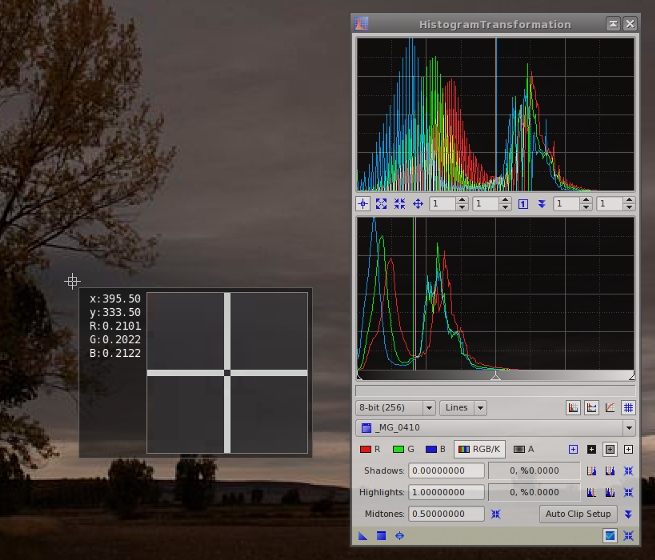 HistogramTransformation
1 1 1 1 1
x:395.50
y:333.50
R:0.2101
G:0.2022
B:0.2122
8-bit (256) Lines
_MG_0410
R G B RGB/K A
Shadows: 0.00000000 0, %0.0000
Highlights: 1.00000000 0, %0.0000
Midtones: 0.50000000 Auto Clip Setup